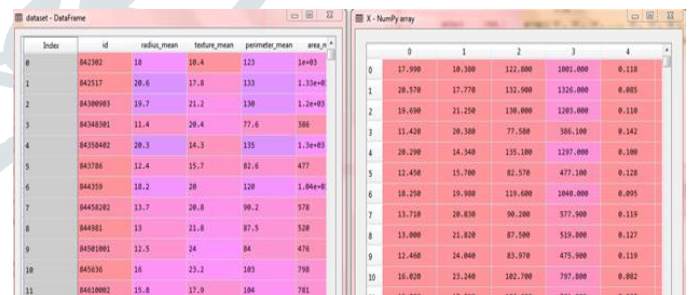 dataset - DataFrame
Index id radius_mean texture_mean perimeter_mean
0 842302 18 10.4 123 1e+03
1 842517 20.6 17.8 133 1.33e+0
2 84300903 19.7 21.2 130 1.2e+03
3 84348301 11.4 20.4 77.6 386
4 84358402 20.3 14.3 135 1.3e+03
5 843786 12.4 15.7 82.6 477
6 844359 18.2 20 120 1.04e+0
7 84458202 13.7 20.8 90.2 578
8 844981 13 21.8 87.5 520
9 84501001 12.5 24 84 476
10 845636 16 23.2 103 798
11 84610002 15.8 17.9 104 781
X - NumPy array
0 1 2 3 4
0 17.990 10.380 122.800 1001.000 0.118
1 20.570 17.770 132.900 1326.000 0.085
2 19.690 21.250 130.000 1203.000 0.110
3 11.420 20.380 77.580 386.100 0.142
4 20.290 14.340 135.100 1297.000 0.100
5 12.450 15.700 82.570 477.100 0.128
6 18.250 19.980 119.600 1040.000 0.095
7 13.710 20.830 90.200 577.900 0.119
8 13.000 21.820 87.500 519.800 0.127
9 12.460 24.040 83.970 475.900 0.119
10 16.020 23.240 102.700 797.800 0.082